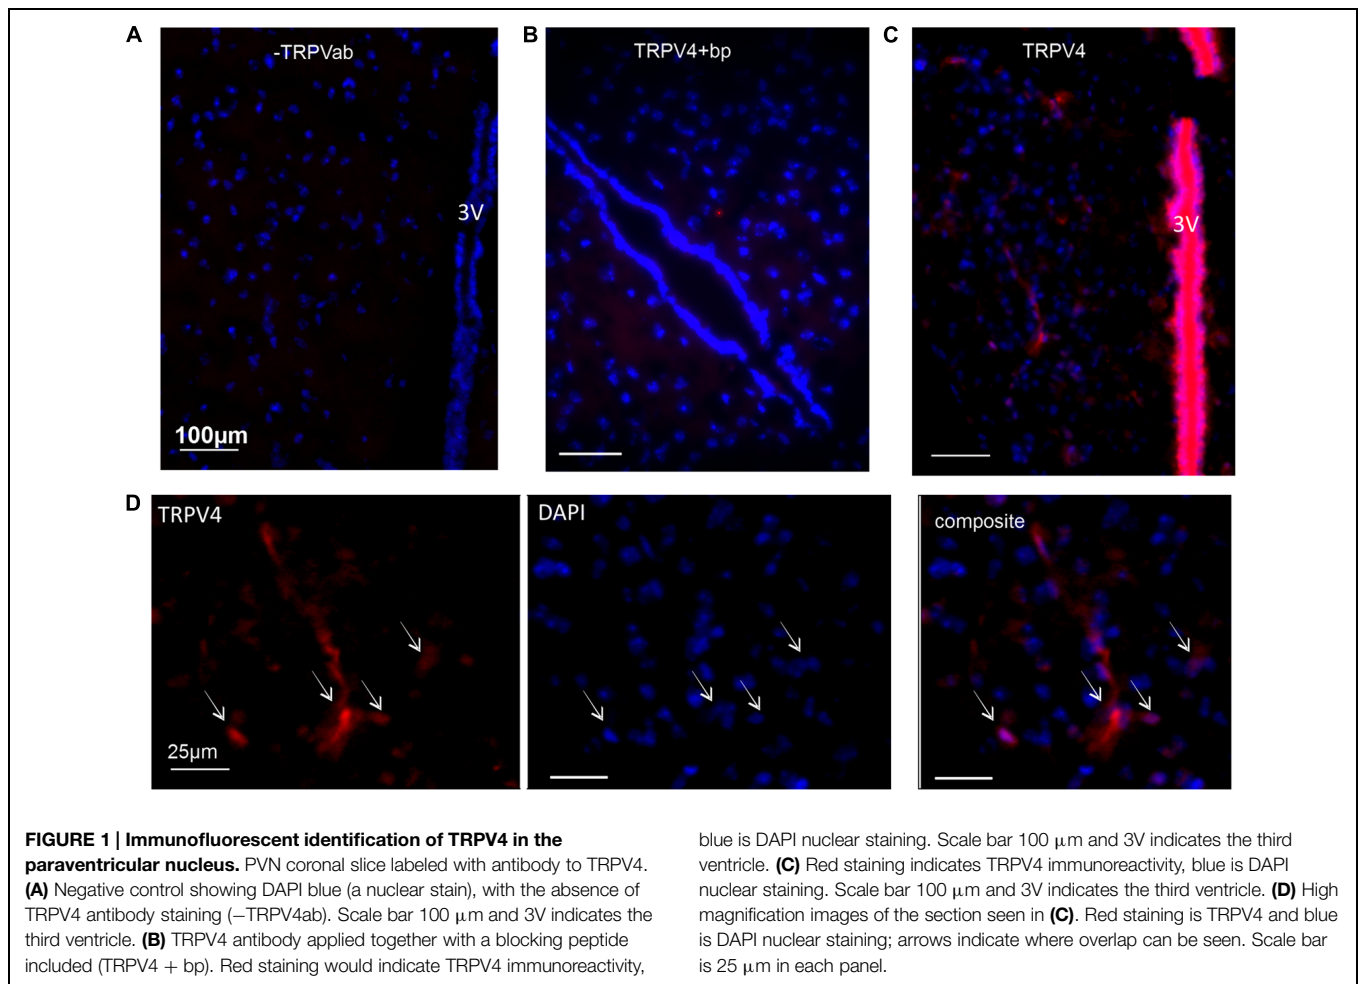 A
-TRPVab
3V
100μm
B
TRPV4+bp
C
TRPV4
3V
D
TRPV4
25μm
DAPI
composite
FIGURE 1 | Immunofluorescent identification of TRPV4 in the
paraventricular nucleus. PVN coronal slice labeled with antibody to TRPV4.
(A) Negative control showing DAPI blue (a nuclear stain), with the absence of
TRPV4 antibody staining (−TRPV4ab). Scale bar 100 μm and 3V indicates the
third ventricle. (B) TRPV4 antibody applied together with a blocking peptide
included (TRPV4 + bp). Red staining would indicate TRPV4 immunoreactivity,
blue is DAPI nuclear staining. Scale bar 100 μm and 3V indicates the third
ventricle. (C) Red staining indicates TRPV4 immunoreactivity, blue is DAPI
nuclear staining. Scale bar 100 μm and 3V indicates the third ventricle. (D) High
magnification images of the section seen in (C). Red staining is TRPV4 and blue
is DAPI nuclear staining; arrows indicate where overlap can be seen. Scale bar
is 25 μm in each panel.